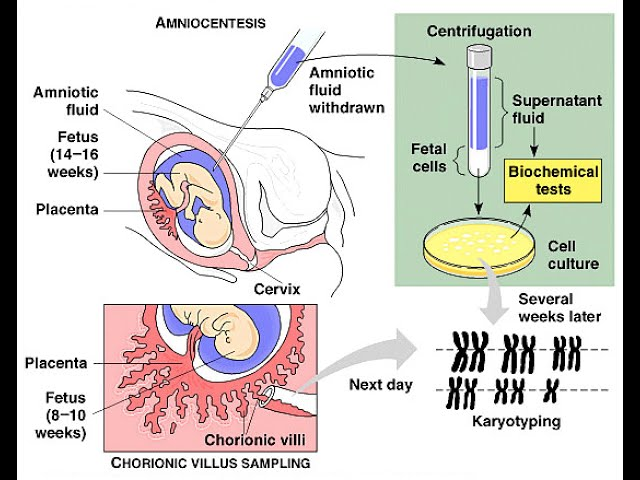 AMNIOCENTESIS
Amniotic
fluid
withdrawn
Amniotic
fluid
Fetus
(14–16
weeks)
Placenta
Cervix
Centrifugation
Supernatant
fluid
Fetal
cells
Biochemical
tests
Cell
culture
Several
weeks later
Placenta
Fetus
(8–10
weeks)
Chorionic villi
Next day
Karyotyping
CHORIONIC VILLUS SAMPLING